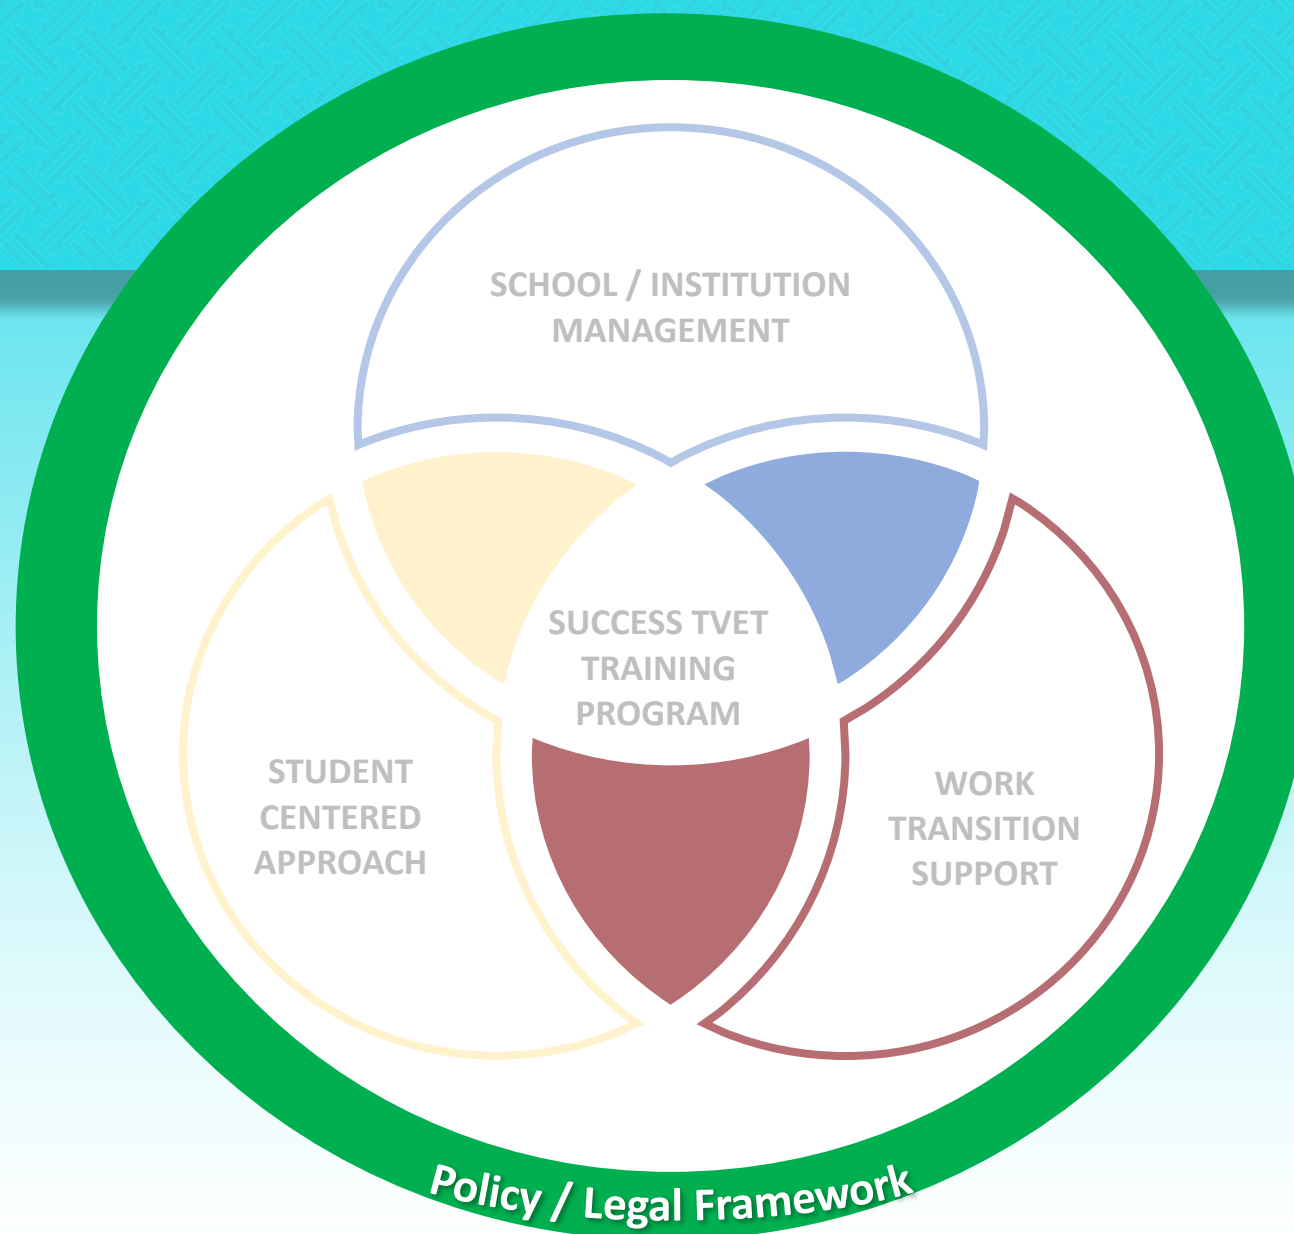 SCHOOL / INSTITUTION
MANAGEMENT
SUCCESS TVET
TRAINING
PROGRAM
STUDENT
CENTERED
APPROACH
WORK
TRANSITION
SUPPORT
Policy / Legal Framework